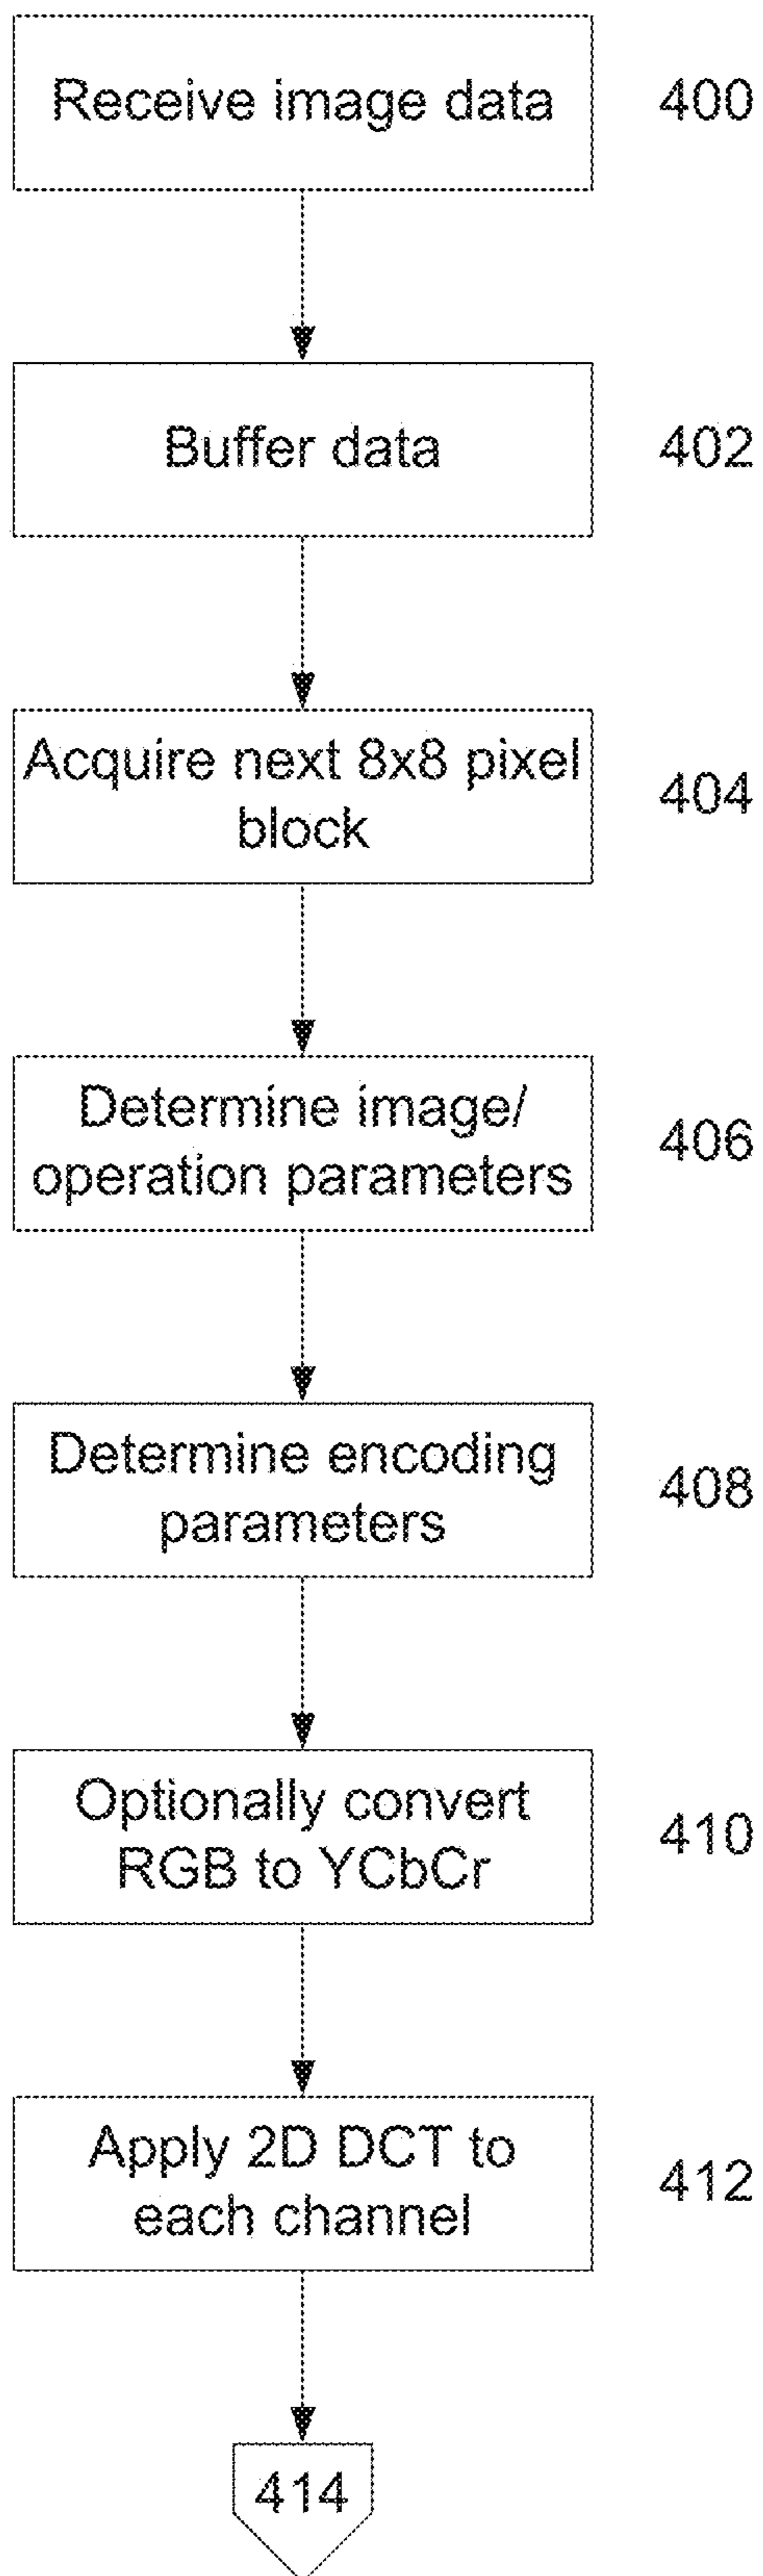 Receive image data
400
Buffer data
402
Acquire next 8x8 pixel
block
404
Determine image/
operation parameters
406
Determine encoding
parameters
408
Optionally convert
RGB to YCbCr
410
Apply 2D DCT to
each channel
412
414